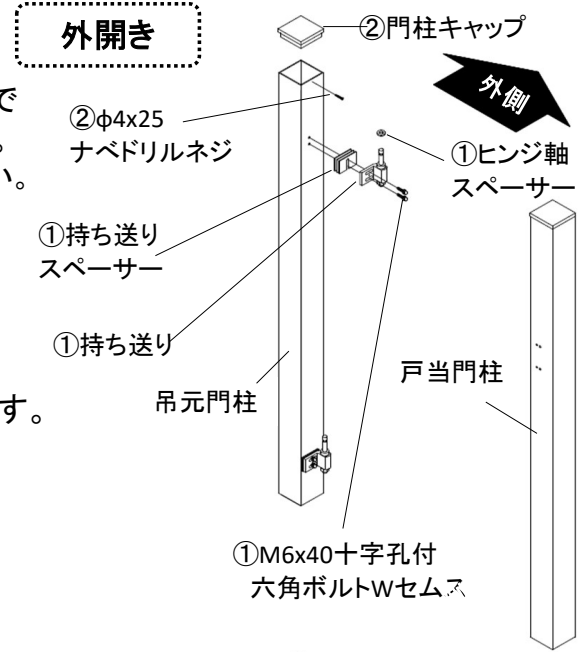 外開き
②門柱キャップ
で
。
い。
②φ4x25
ナベドリルネジ
外側
①ヒンジ軸
スペーサー
①持ち送り
スペーサー
①持ち送り
戸当門柱
吊元門柱
す。
①M6x40十字孔付
六角ボルトWセムス